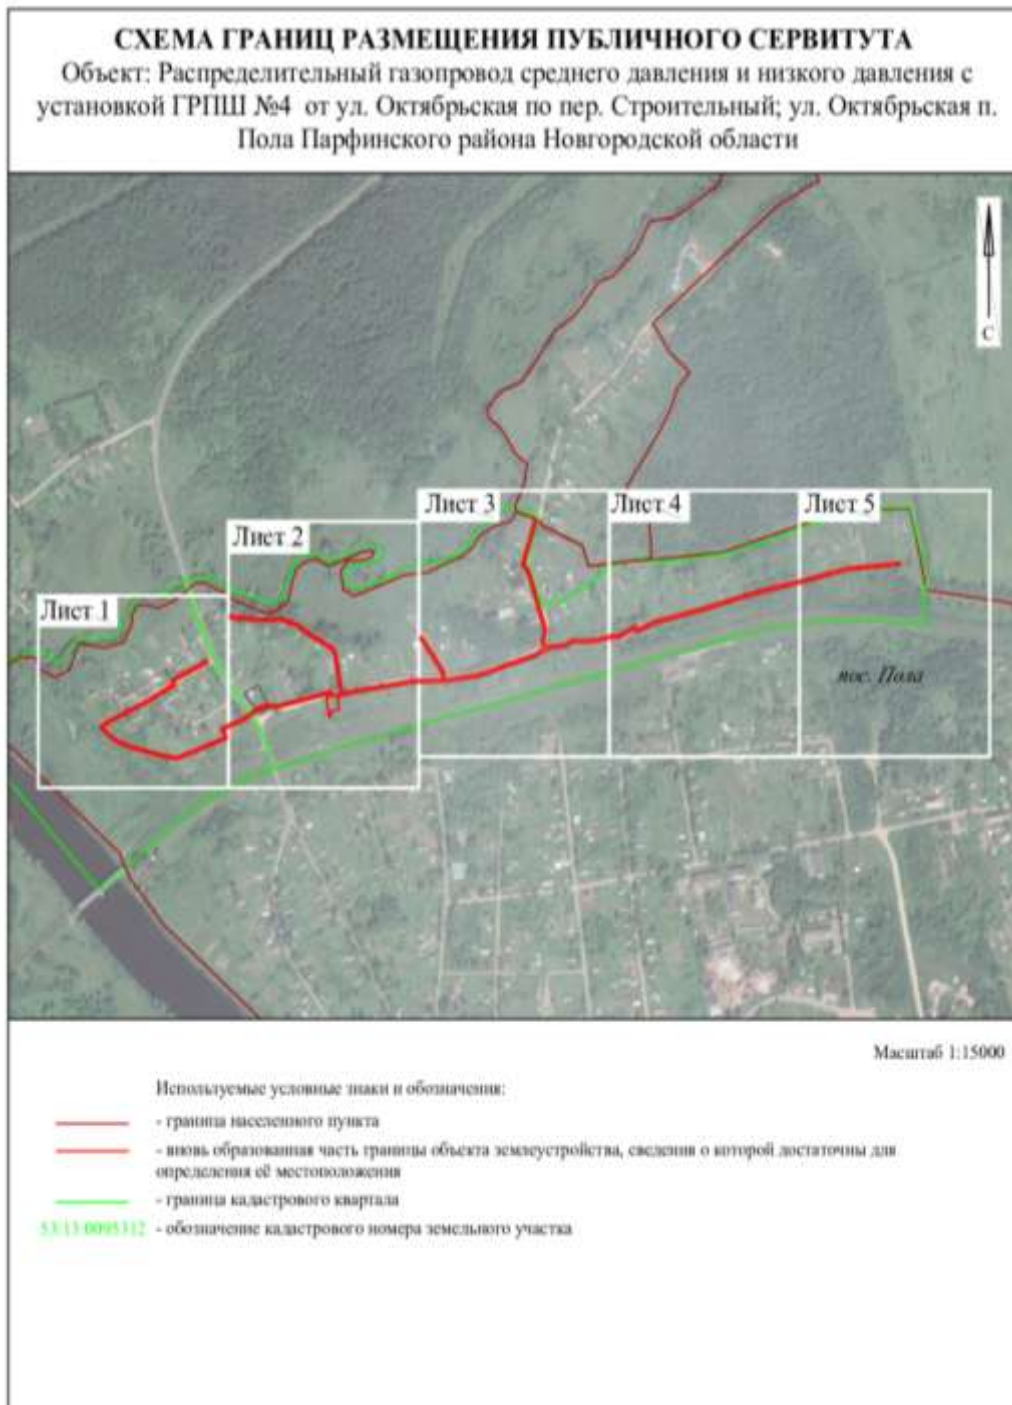 СХЕМА ГРАНИЦ РАЗМЕЩЕНИЯ ПУБЛИЧНОГО СЕРВИТУТА
Объект: Распределительный газопровод среднего давления и низкого давления с
установкой ГРПШ №4 от ул. Октябрьская по пер. Строительный; ул. Октябрьская п.
Пола Парфинского района Новгородской области
С
Лист 3
Лист 4
Лист 5
Лист 2
Лист 1
пос. Пола
Масштаб 1:15000
Используемые условные знаки и обозначения:
- граница населенного пункта
- вновь образованная часть границы объекта землеустройства, сведения о которой достаточны для
определения её местоположения
- граница кадастрового квартала
53:13:0095312 - обозначение кадастрового номера земельного участка